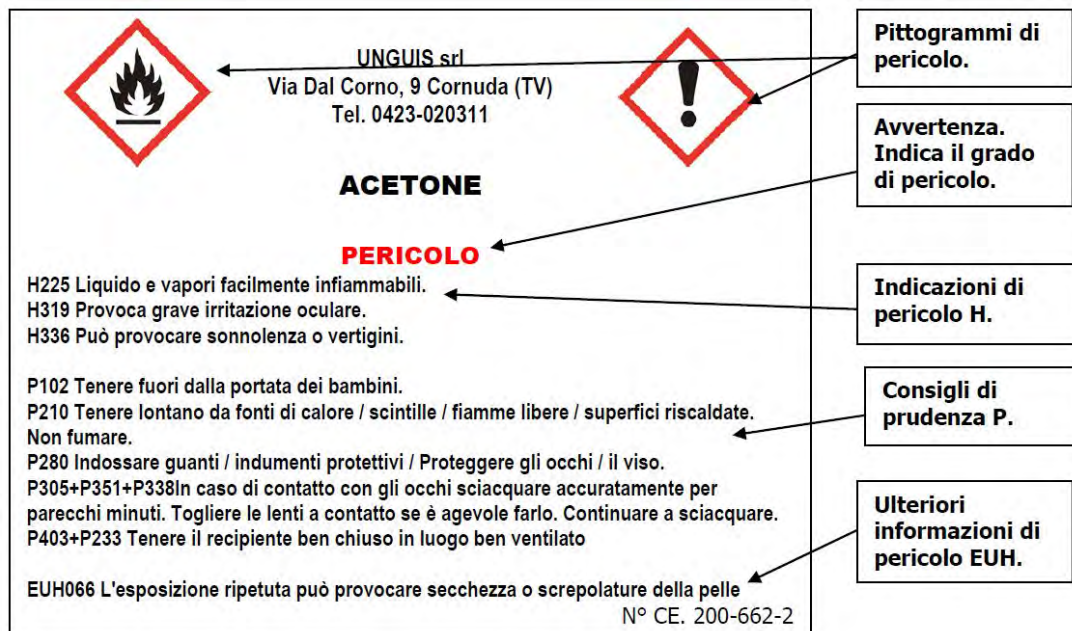 UNGUIS srl
Via Dal Corno, 9 Cornuda (TV)
Tel. 0423-020311
ACETONE
PERICOLO
H225 Liquido e vapori facilmente infiammabili.
H319 Provoca grave irritazione oculare.
H336 Può provocare sonnolenza o vertigini.
P102 Tenere fuori dalla portata dei bambini.
P210 Tenere lontano da fonti di calore / scintille / fiamme libere / superfici riscaldate.
Non fumare.
P280 Indossare guanti / indumenti protettivi / Proteggere gli occhi / il viso.
P305+P351+P338In caso di contatto con gli occhi sciacquare accuratamente per
parecchi minuti. Togliere le lenti a contatto se è agevole farlo. Continuare a sciacquare.
P403+P233 Tenere il recipiente ben chiuso in luogo ben ventilato
EUH066 L'esposizione ripetuta può provocare secchezza o screpolature della pelle
N° CE. 200-662-2
Pittogrammi di
pericolo.
Avvertenza.
Indica il grado
di pericolo.
Indicazioni di
pericolo H.
Consigli di
prudenza P.
Ulteriori
informazioni di
pericolo EUH.